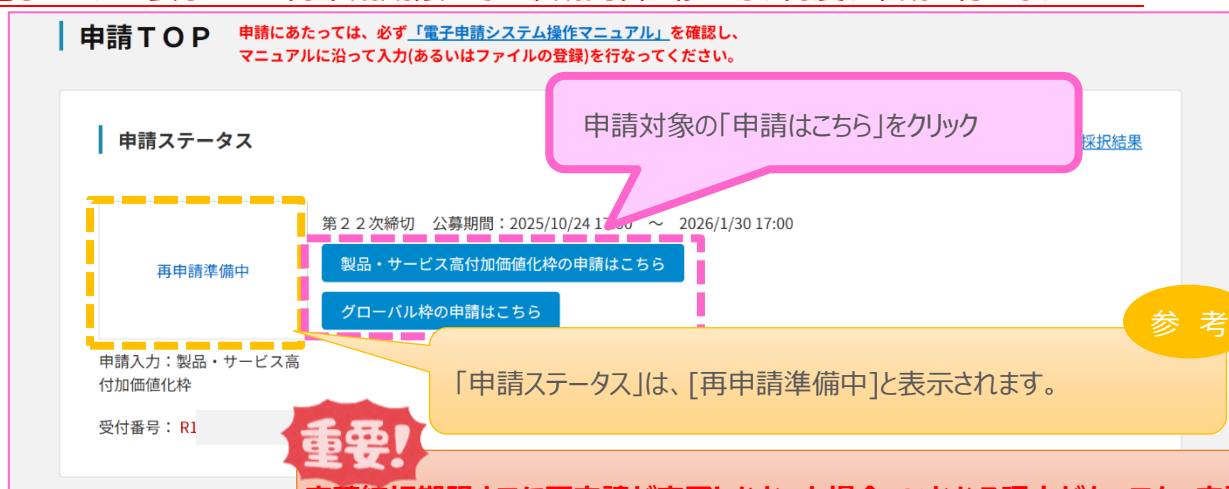 申請TOP
申請にあたっては、必ず「電子申請システム操作マニュアル」を確認し、
マニュアルに沿って入力(あるいはファイルの登録)を行なってください。
申請対象の「申請はこちら」をクリック
申請ステータス
採択結果
第22次締切 公募期間：2025/10/24 17:00 ～ 2026/1/30 17:00
再申請準備中
製品・サービス高付加価値化枠の申請はこちら
グローバル枠の申請はこちら
参 考
「申請ステータス」は、[再申請準備中]と表示されます。
申請入力：製品・サービス高
付加価値化枠
受付番号： R1
重要!